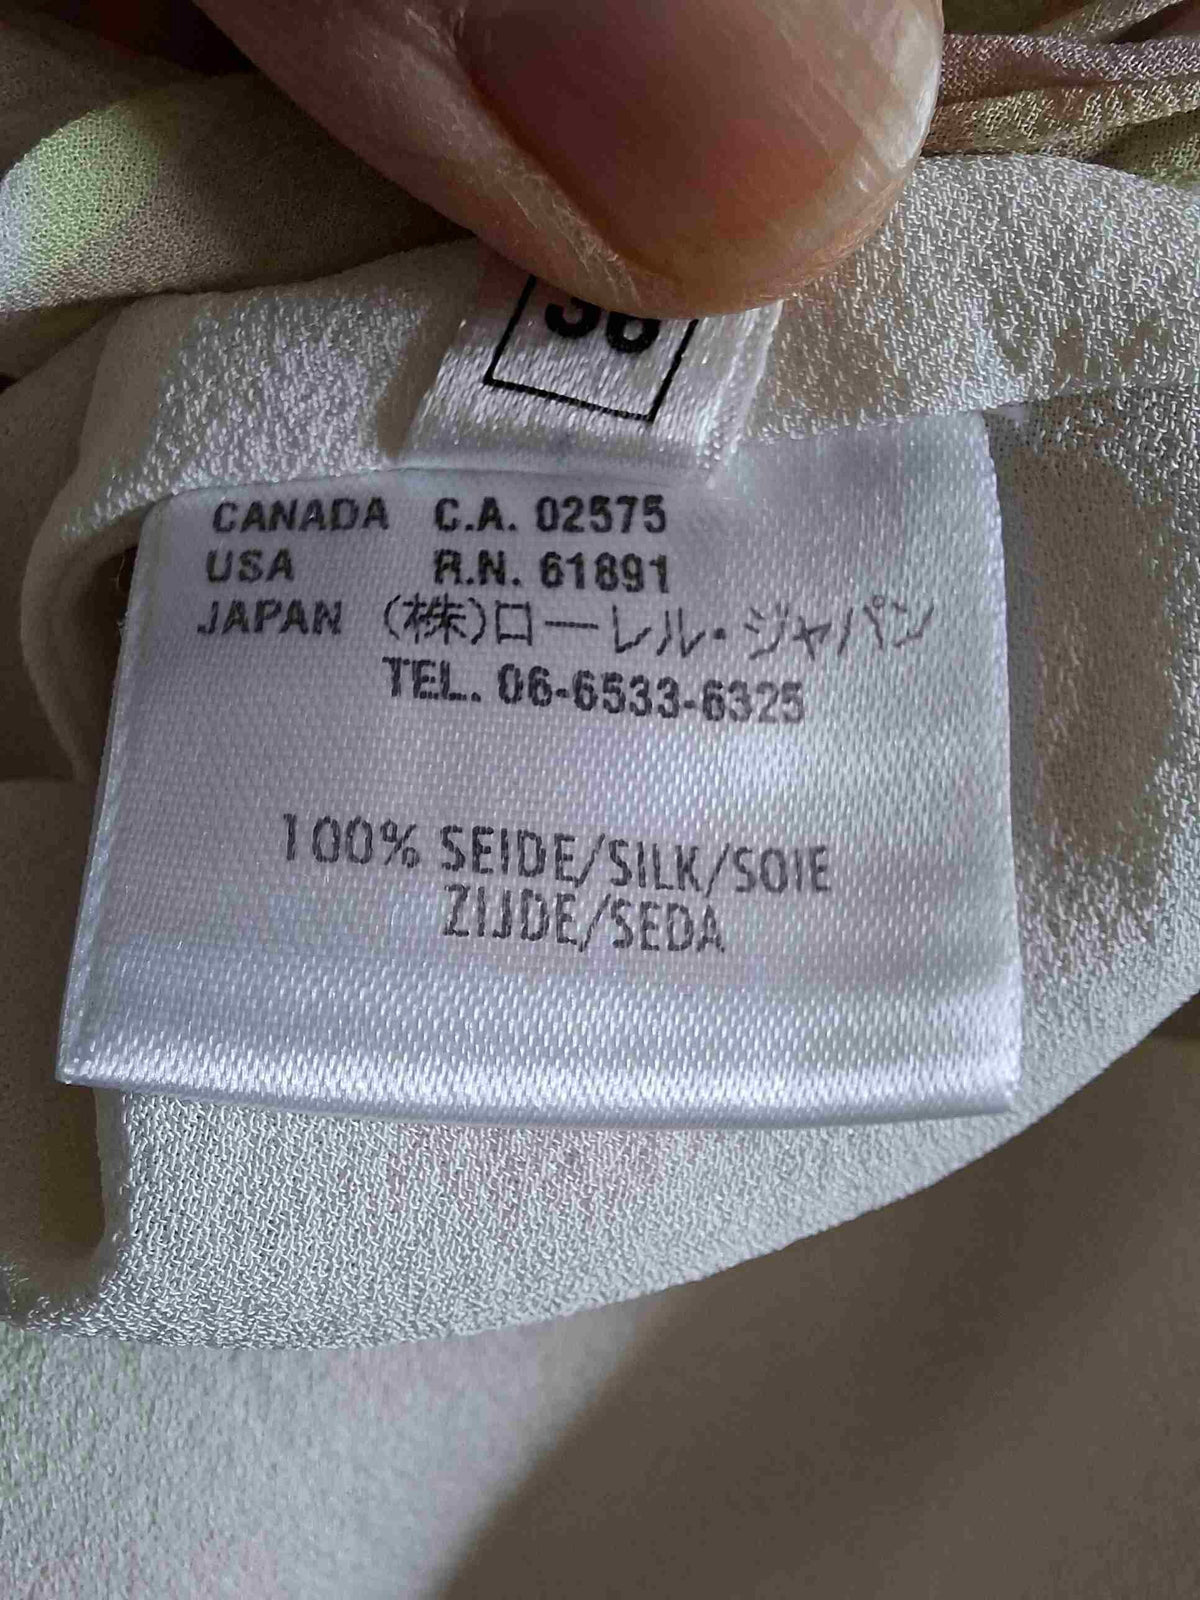 36
CANADA C.A. 02575
USA R.N. 61891
JAPAN (株)ローレル・ジャパン
TEL. 06-6533-6325
100% SEIDE/SILK/SOIE
ZIJDE/SEDA